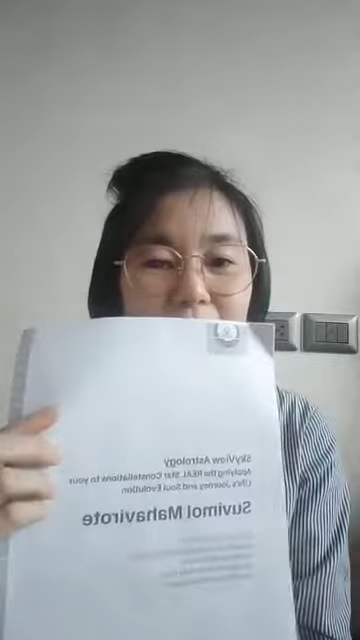 SkyView Astrology
Applying the REAL Star Constellations to your
Life's Journey and Soul Evolution
Suvimol Mahavirote